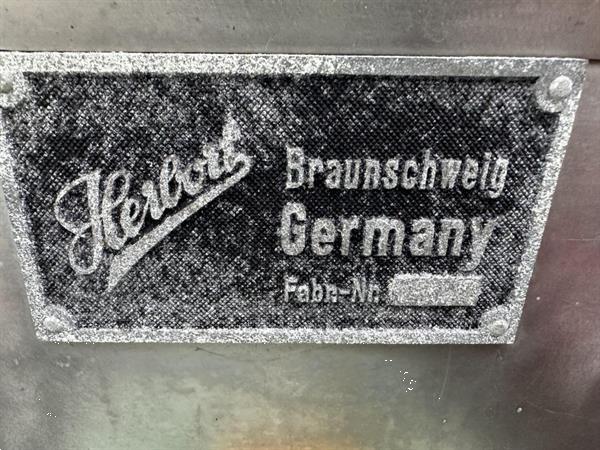 Herbort
Braunschweig
Germany
Fabr.-Nr.